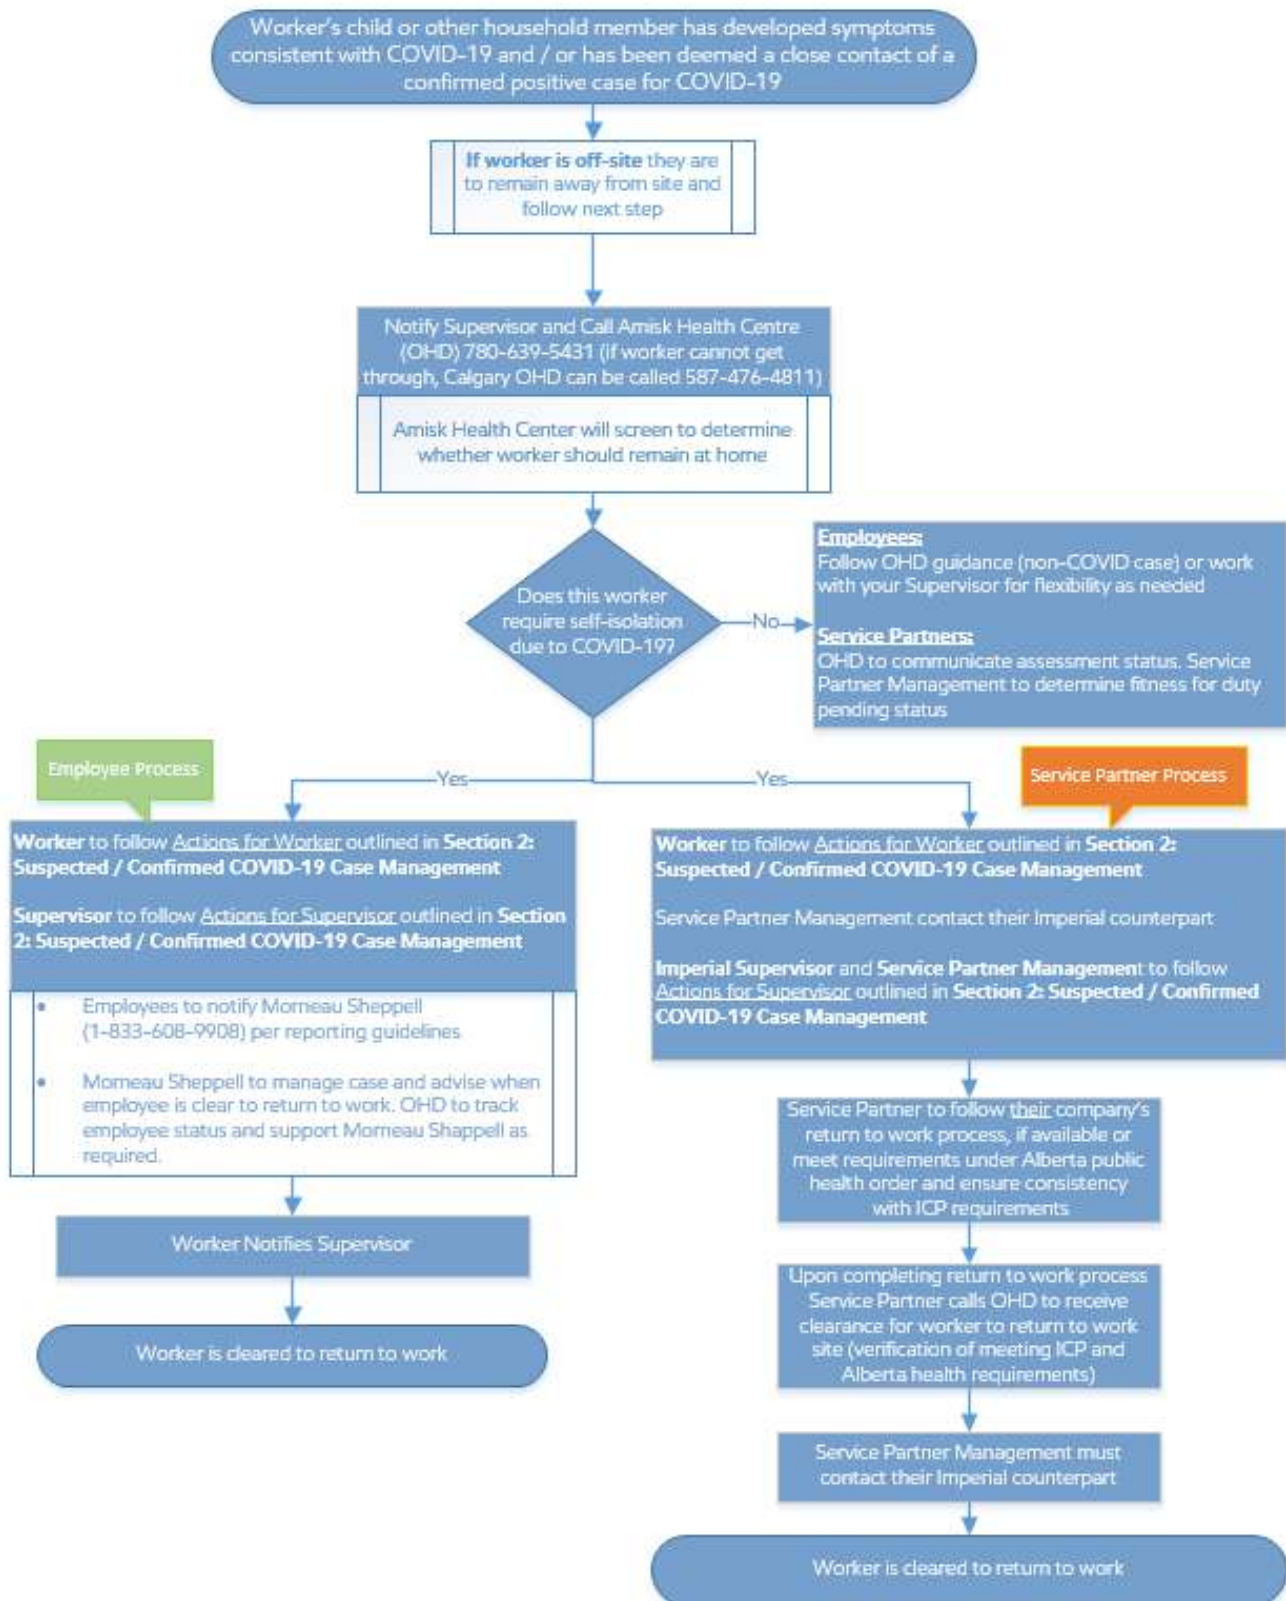 Worker's child or other household member has developed symptoms
consistent with COVID-19 and / or has been deemed a close contact of a
confirmed positive case for COVID-19
If worker is off-site they are
to remain away from site and
follow next step
Notify Supervisor and Call Amisk Health Centre
(OHD) 780-639-5431 (if worker cannot get
through, Calgary OHD can be called 587-476-4811)
Amisk Health Center will screen to determine
whether worker should remain at home
Does this worker
require self-isolation
due to COVID-19?
No
Employees:
Follow OHD guidance (non-COVID case) or work
with your Supervisor for flexibility as needed
Service Partners:
OHD to communicate assessment status. Service
Partner Management to determine fitness for duty
pending status
Yes
Yes
Employee Process
Worker to follow Actions for Worker outlined in Section 2:
Suspected / Confirmed COVID-19 Case Management
Supervisor to follow Actions for Supervisor outlined in Section
2: Suspected / Confirmed COVID-19 Case Management
• Employees to notify Morneau Sheppell
(1-833-608-9908) per reporting guidelines
• Morneau Sheppell to manage case and advise when
employee is clear to return to work. OHD to track
employee status and support Morneau Shappell as
required.
Worker Notifies Supervisor
Worker is cleared to return to work
Service Partner Process
Worker to follow Actions for Worker outlined in Section 2:
Suspected / Confirmed COVID-19 Case Management
Service Partner Management contact their Imperial counterpart
Imperial Supervisor and Service Partner Management to follow
Actions for Supervisor outlined in Section 2: Suspected / Confirmed
COVID-19 Case Management
Service Partner to follow their company's
return to work process, if available or
meet requirements under Alberta public
health order and ensure consistency
with ICP requirements
Upon completing return to work process
Service Partner calls OHD to receive
clearance for worker to return to work
site (verification of meeting ICP and
Alberta health requirements)
Service Partner Management must
contact their Imperial counterpart
Worker is cleared to return to work